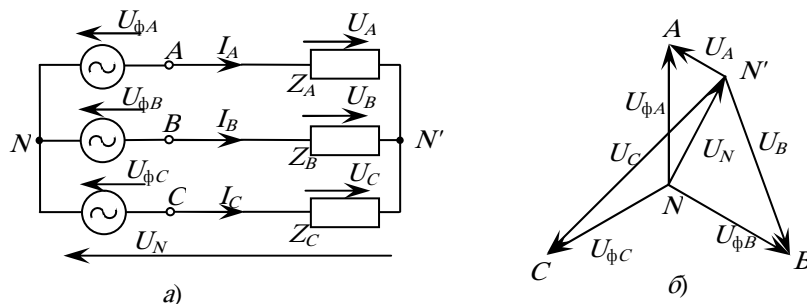 U_фA
A
I_A
U_A
Z_A
U_фB
B
I_B
U_B
Z_B
N
N'
U_фC
C
I_C
U_C
Z_C
U_N
а)
A
U_A
N'
U_фA
U_C
U_N
U_B
N
U_фC
U_фB
C
B
б)